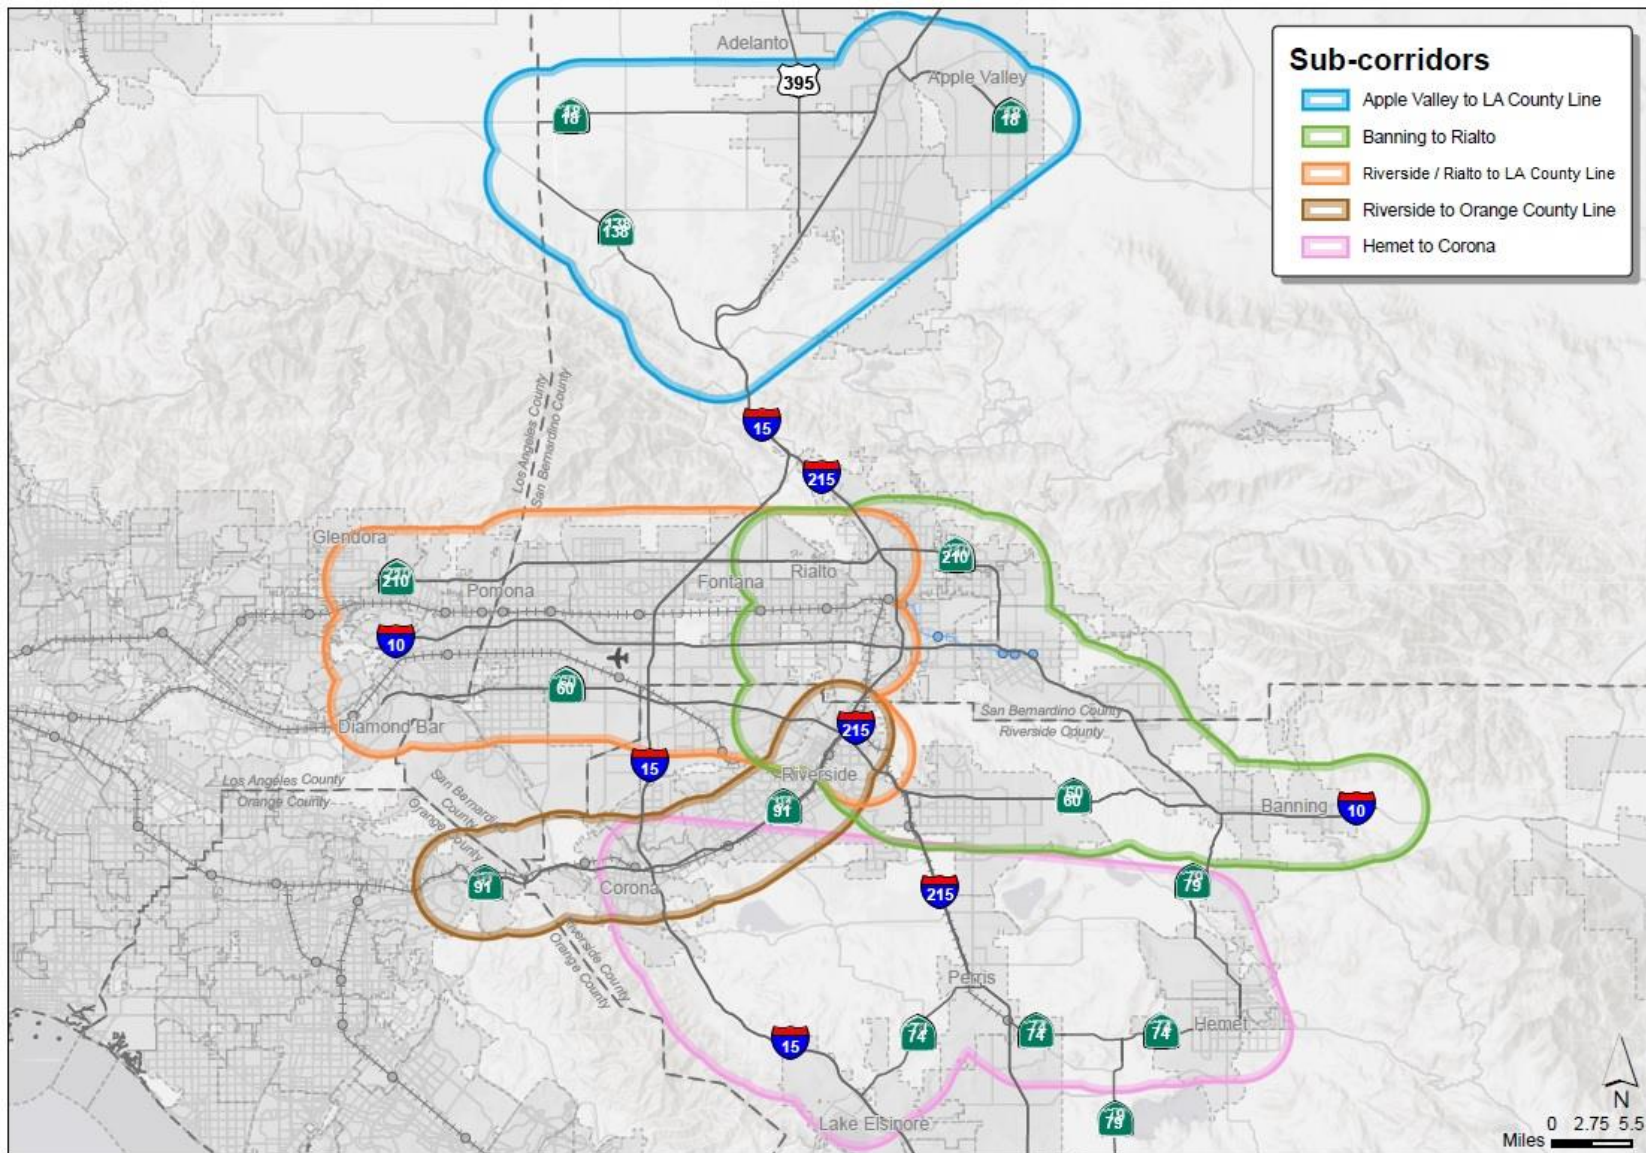 Adelanto
395
Apple Valley
18
18
138
Sub-corridors
Apple Valley to LA County Line
Banning to Rialto
Riverside / Rialto to LA County Line
Riverside to Orange County Line
Hemet to Corona
Los Angeles County
San Bernardino County
15
215
Glendora
210
Pomona
Fontana
Rialto
210
10
60
Diamond Bar
215
San Bernardino County
Riverside County
15
Riverside
Los Angeles County
Orange County
San Bernardino
County
Orange County
91
60
60
Banning
10
91
Corona
215
79
Riverside County
Orange County
Perris
15
74
74
74
Hemet
Lake Elsinore
79
N
0 2.75 5.5
Miles